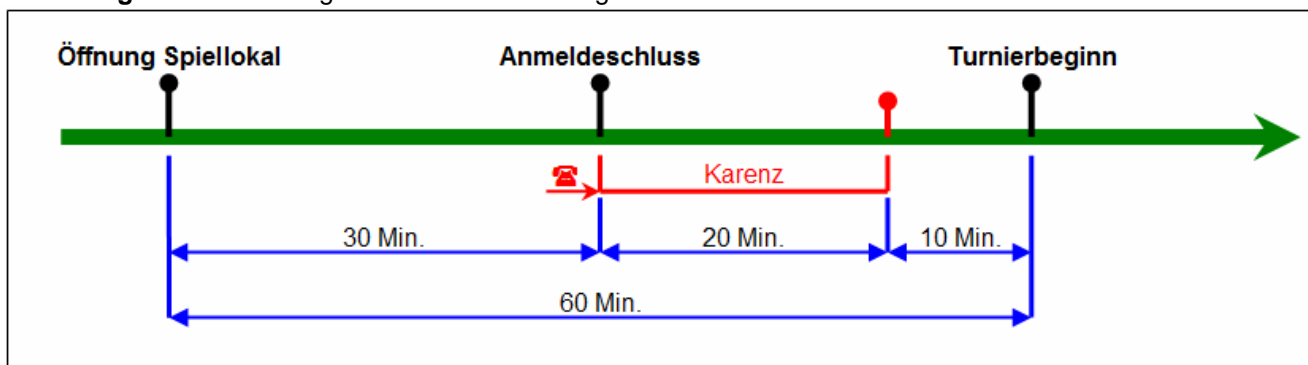 Öffnung Spiellokal Anmeldeschluss Turnierbeginn
Karenz
30 Min. 20 Min. 10 Min.
60 Min.